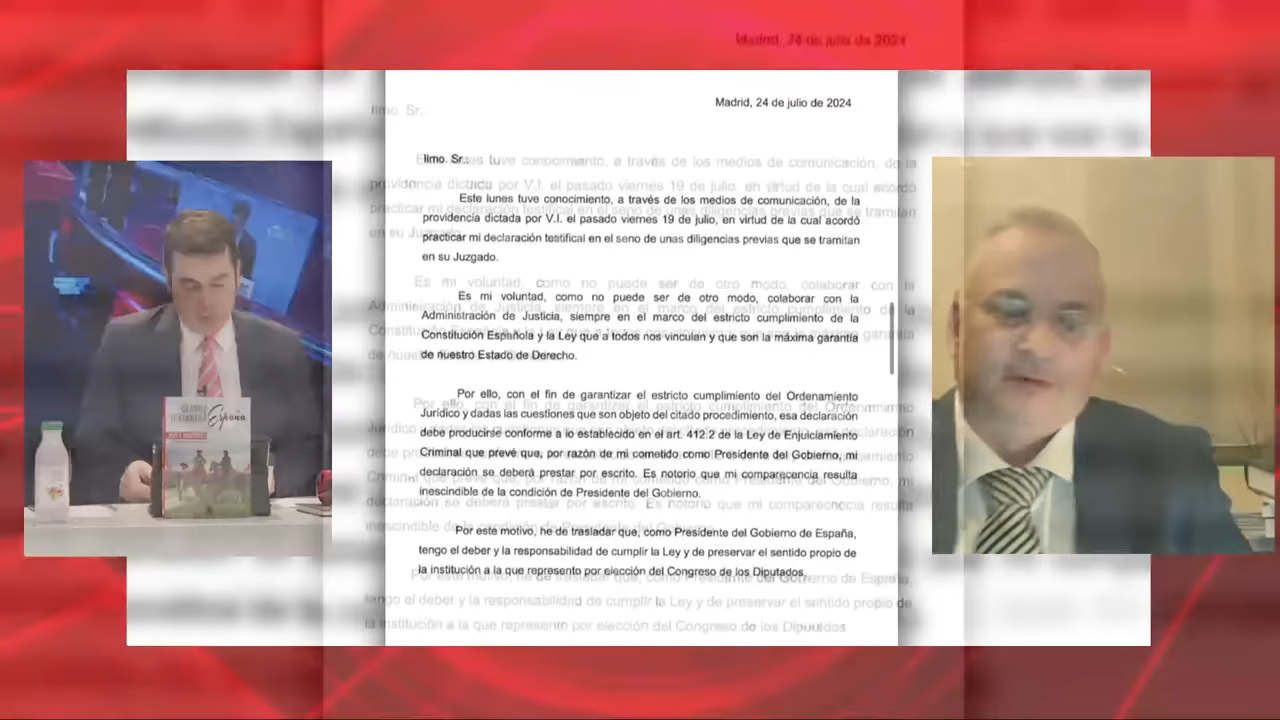 Madrid, 24 de julio de 2024
Madrid, 24 de julio de 2024
Ilmo. Sr.:
Este lunes tuve conocimiento, a través de los medios de comunicación, de la
providencia dictada por V.I. el pasado viernes 19 de julio, en virtud de la cual acordó
practicar mi declaración testifical en el seno de unas diligencias previas que se tramitan
en su Juzgado.
Es mi voluntad, como no puede ser de otro modo, colaborar con la
Administración de Justicia, siempre en el marco del estricto cumplimiento de la
Constitución Española y la Ley que a todos nos vinculan y que son la máxima garantía
de nuestro Estado de Derecho.
Por ello, con el fin de garantizar el estricto cumplimiento del Ordenamiento
Jurídico y dadas las cuestiones que son objeto del citado procedimiento, esa declaración
debe producirse conforme a lo establecido en el art. 412.2 de la Ley de Enjuiciamiento
Criminal que prevé que, por razón de mi cometido como Presidente del Gobierno, mi
declaración se deberá prestar por escrito. Es notorio que mi comparecencia resulta
inescindible de la condición de Presidente del Gobierno.
Por este motivo, he de trasladar que, como Presidente del Gobierno de España,
tengo el deber y la responsabilidad de cumplir la Ley y de preservar el sentido propio de
la institución a la que represento por elección del Congreso de los Diputados.
España